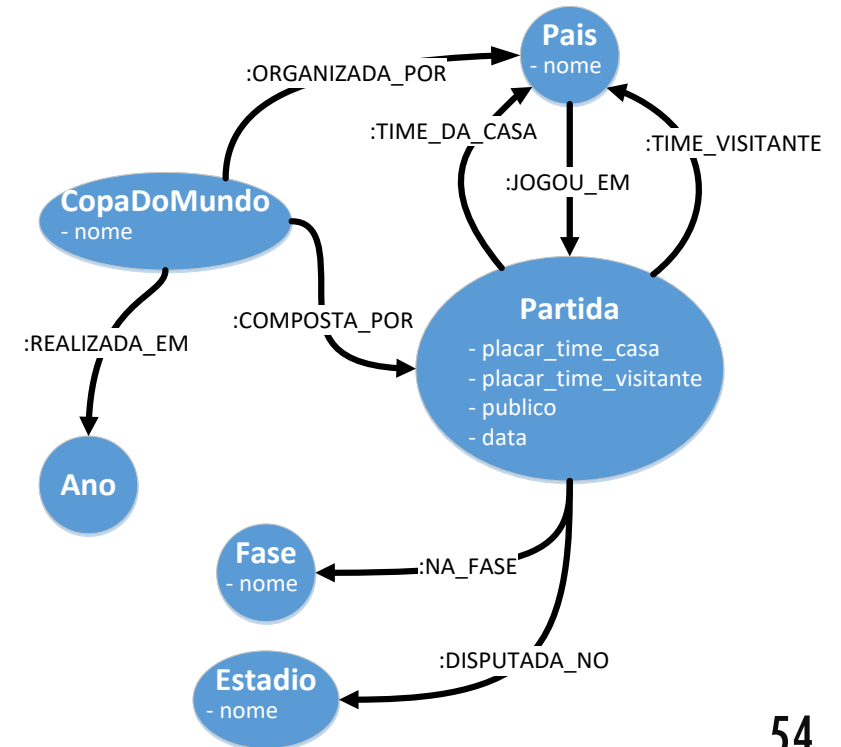 Pais
- nome
:ORGANIZADA_POR
:TIME_DA_CASA
:TIME_VISITANTE
:JOGOU_EM
CopaDoMundo
- nome
:COMPOSTA_POR
:REALIZADA_EM
Partida
- placar_time_casa
- placar_time_visitante
- publico
- data
Ano
Fase
- nome
:NA_FASE
:DISPUTADA_NO
Estadio
- nome
54